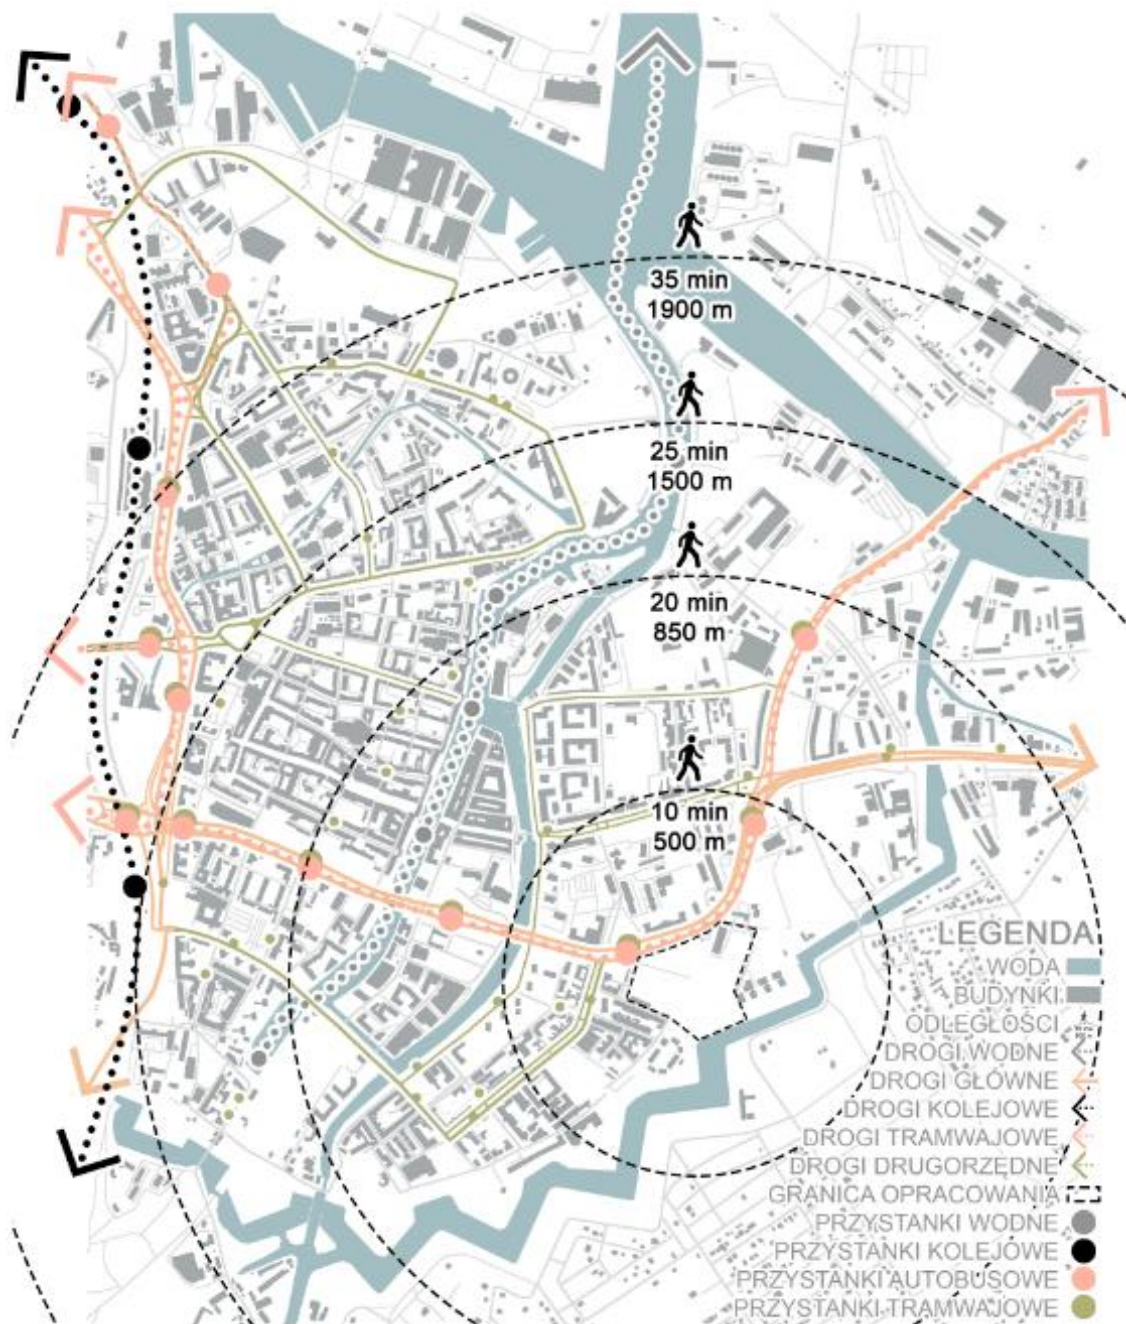 35 min
1900 m
25 min
1500 m
20 min
850 m
10 min
500 m
LEGENDA
WODA
BUDYNKI
ODLEGŁOŚCI
DROGI WODNE
DROGI GŁÓWNE
DROGI KOLEJOWE
DROGI TRAMWAJOWE
DROGI DRUGORZĘDNE
GRANICA OPRACOWANIA
PRZYSTANKI WODNE
PRZYSTANKI KOLEJOWE
PRZYSTANKI AUTOBUSOWE
PRZYSTANKI TRAMWAJOWE